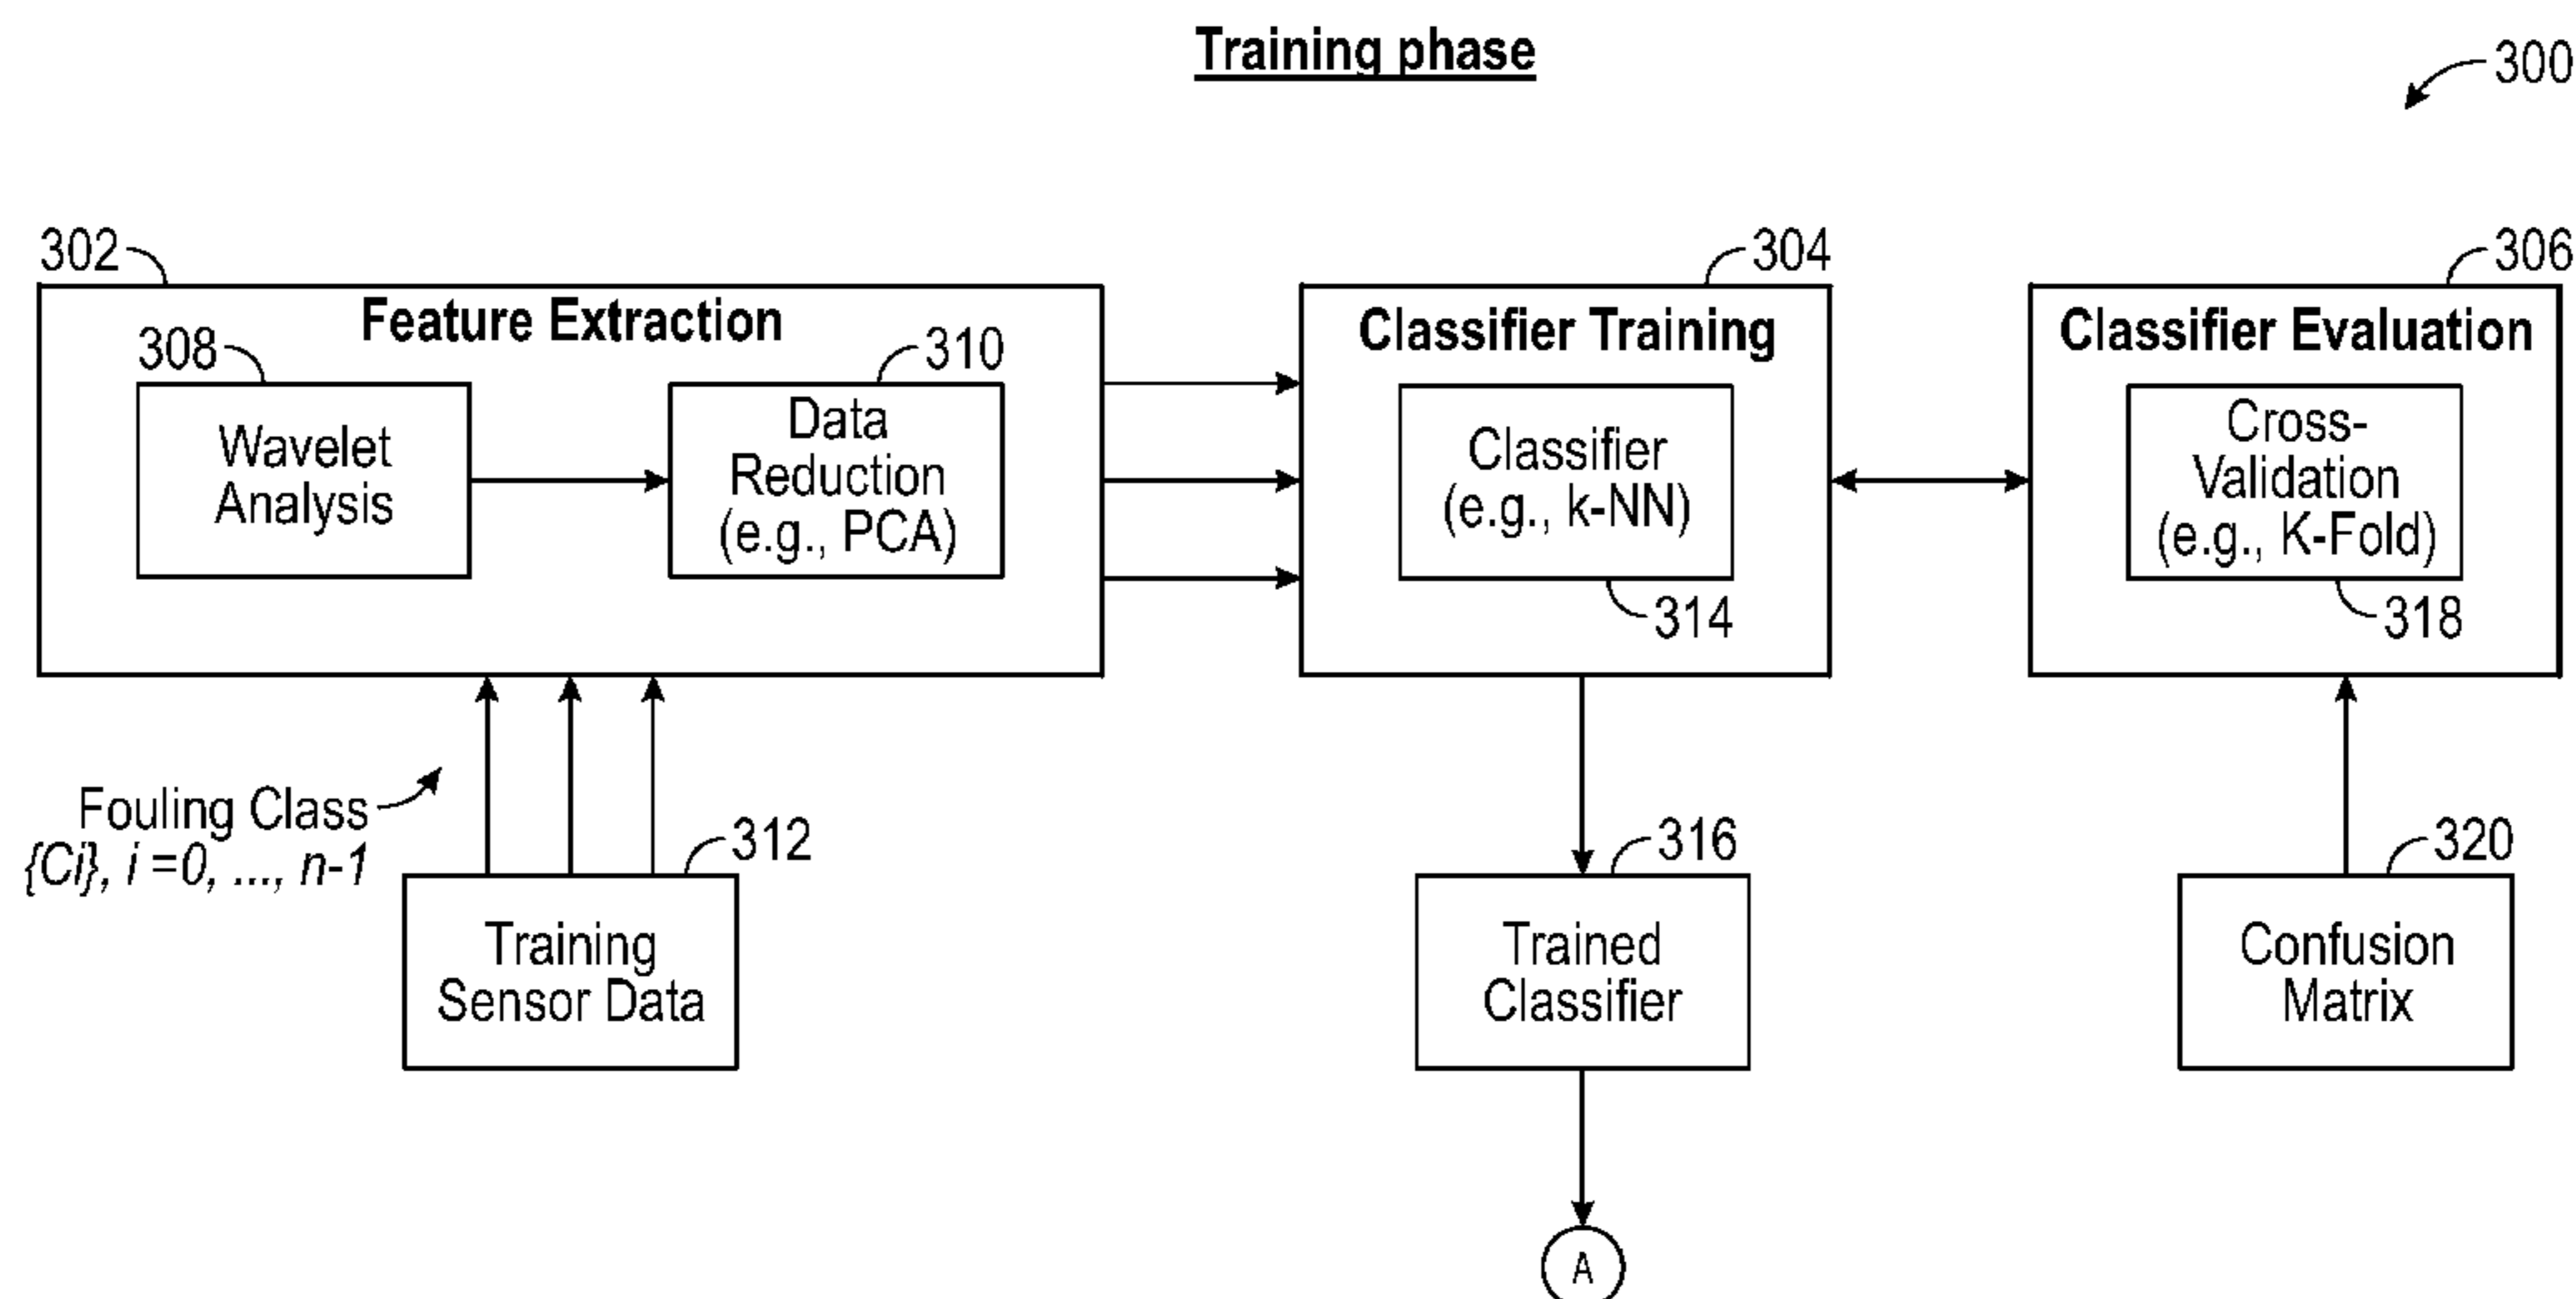 Training phase
300
302
304
306
Feature Extraction
Classifier Training
Classifier Evaluation
308
310
Wavelet
Analysis
Data
Reduction
(e.g., PCA)
Classifier
(e.g., k-NN)
314
Cross-
Validation
(e.g., K-Fold)
318
Fouling Class
{Ci}, i =0, ..., n-1
312
Training
Sensor Data
316
Trained
Classifier
320
Confusion
Matrix
A